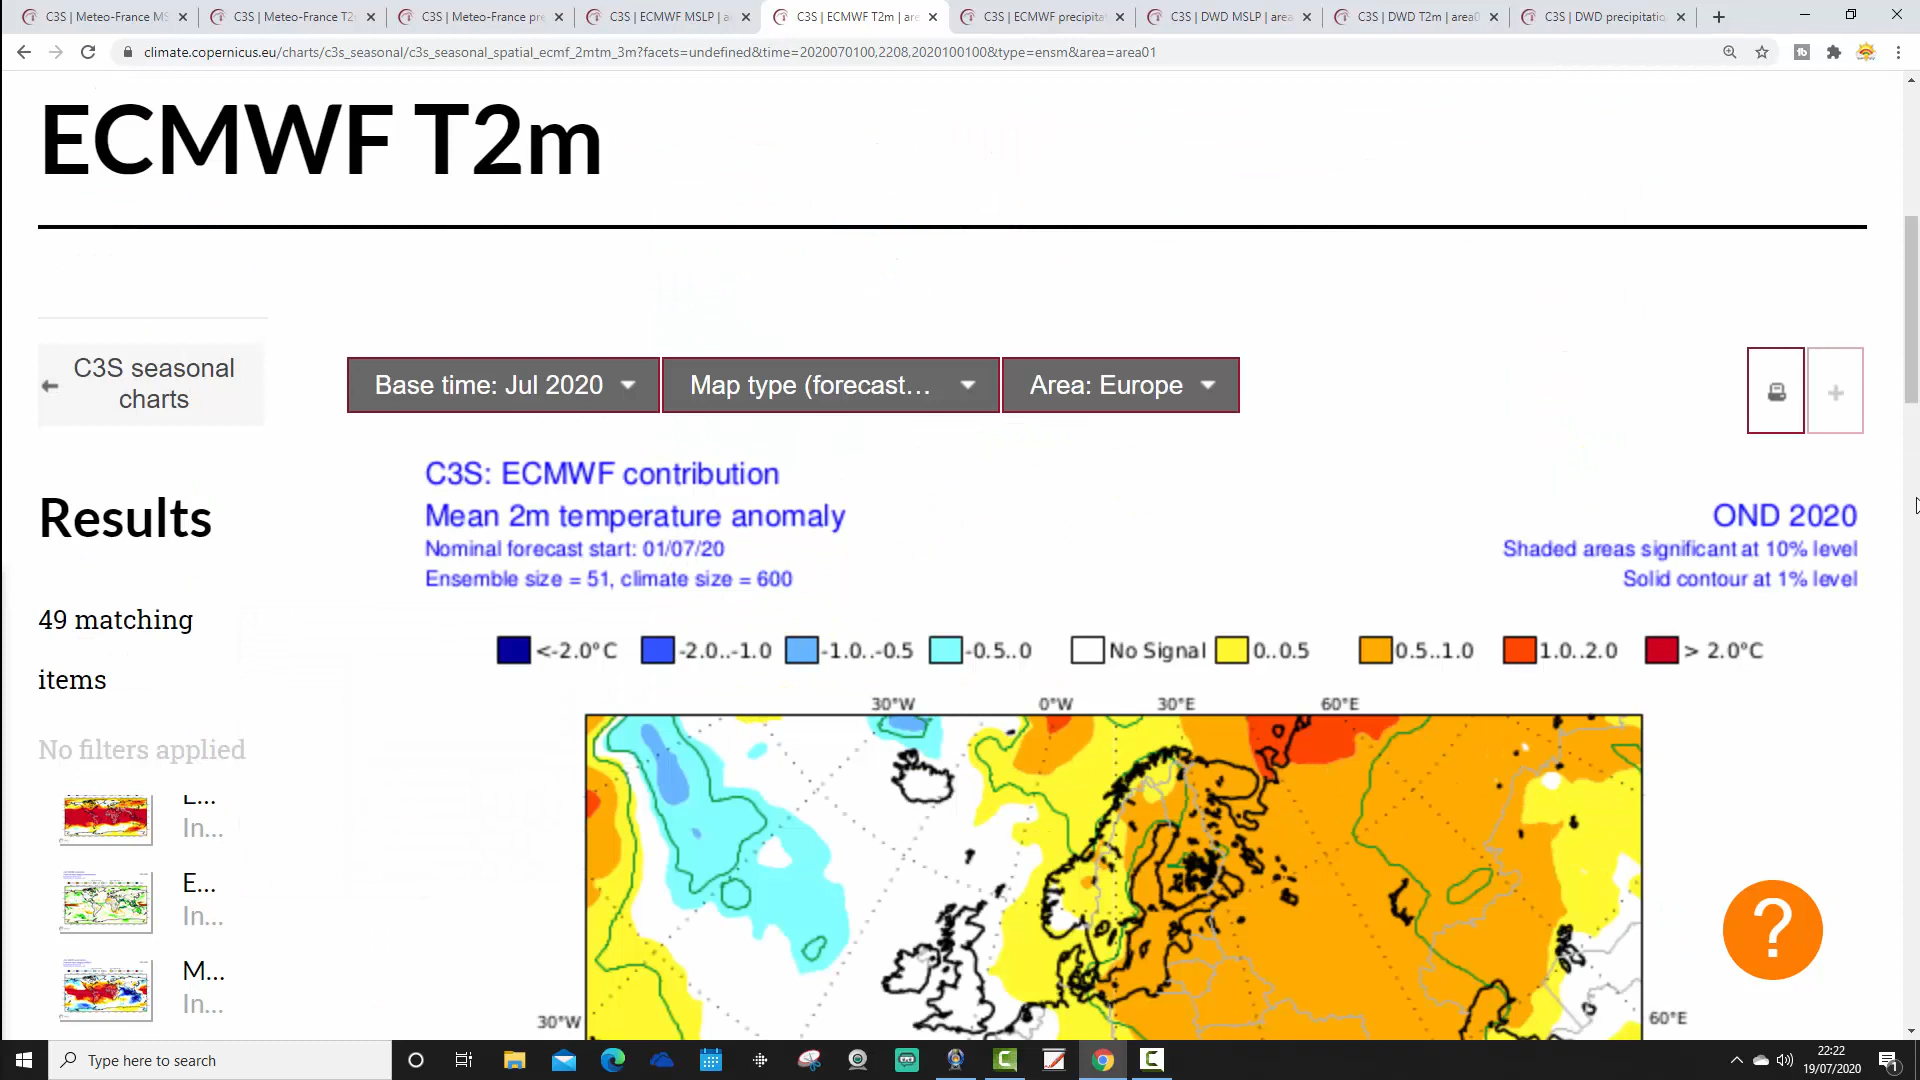 C3S | Meteo-France MS
C3S | Meteo-France T2
C3S | Meteo-France pre
C3S | ECMWF MSLP | a
C3S | ECMWF T2m | are
C3S | ECMWF precipita
C3S | DWD MSLP | area
C3S | DWD T2m | area0
C3S | DWD precipitatio
climate.copernicus.eu/charts/c3s_seasonal/c3s_seasonal_spatial_ecmf_2mtm_3m?facets=undefined&time=2020070100,2208,2020100100&type=ensm&area=area01
ECMWF T2m
C3S seasonal
charts
Base time: Jul 2020
Map type (forecast...
Area: Europe
Results
49 matching
items
No filters applied
E...
In...
E...
In...
M...
In...
C3S: ECMWF contribution
Mean 2m temperature anomaly
Nominal forecast start: 01/07/20
Ensemble size = 51, climate size = 600
OND 2020
Shaded areas significant at 10% level
Solid contour at 1% level
<-2.0°C
-2.0..-1.0
-1.0..-0.5
-0.5..0
No Signal
0..0.5
0.5..1.0
1.0..2.0
> 2.0°C
30°W
0°W
30°E
60°E
30°W
60°E
?
Type here to search
22:22
19/07/2020
1